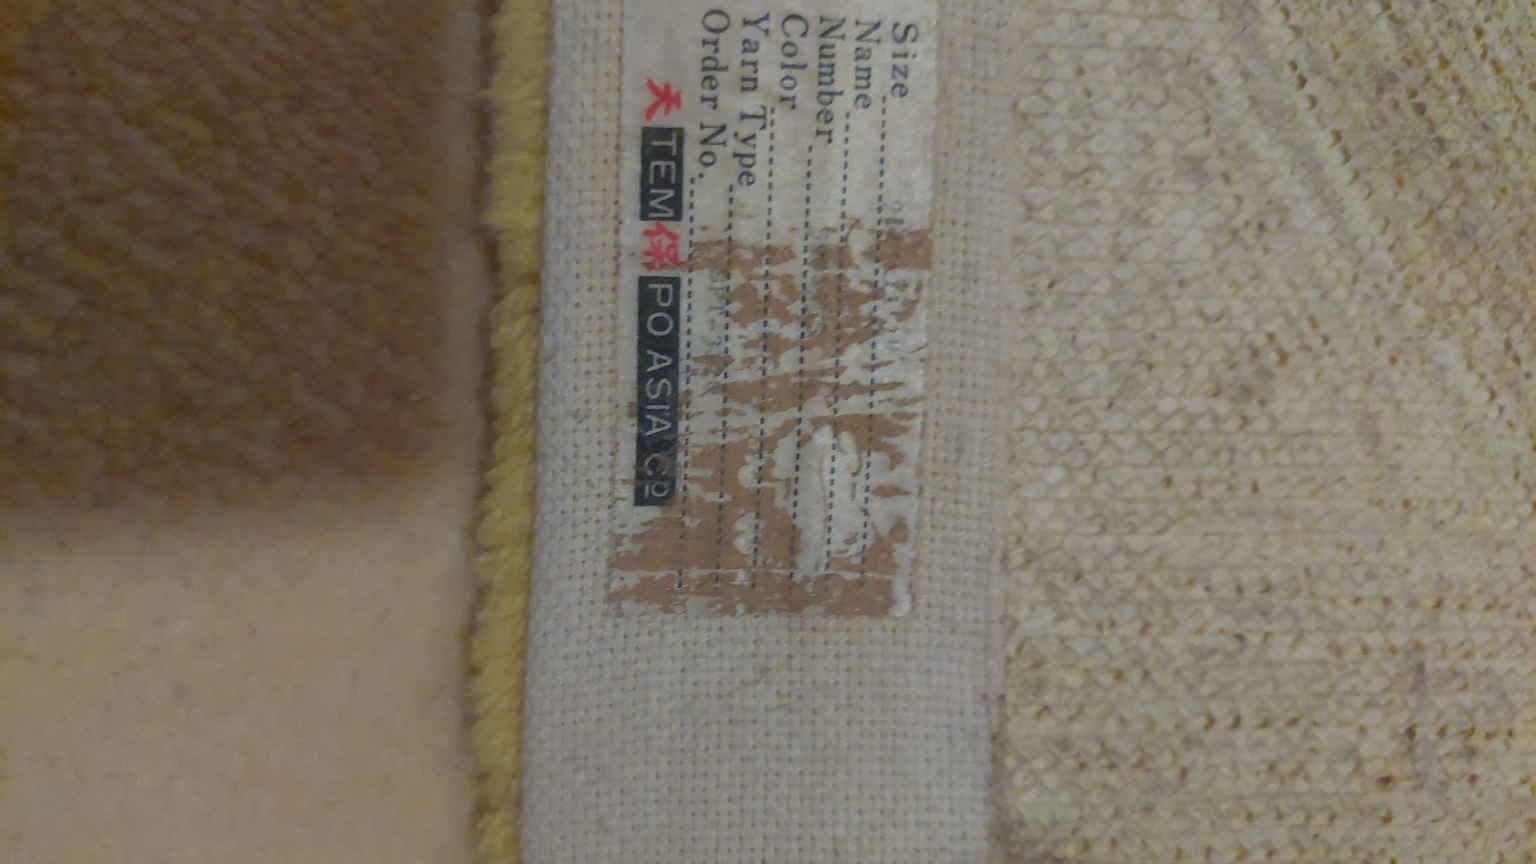 Size
Name
Number
Color
Yarn Type
Order No.
天 TEM 保 PO ASIA Co